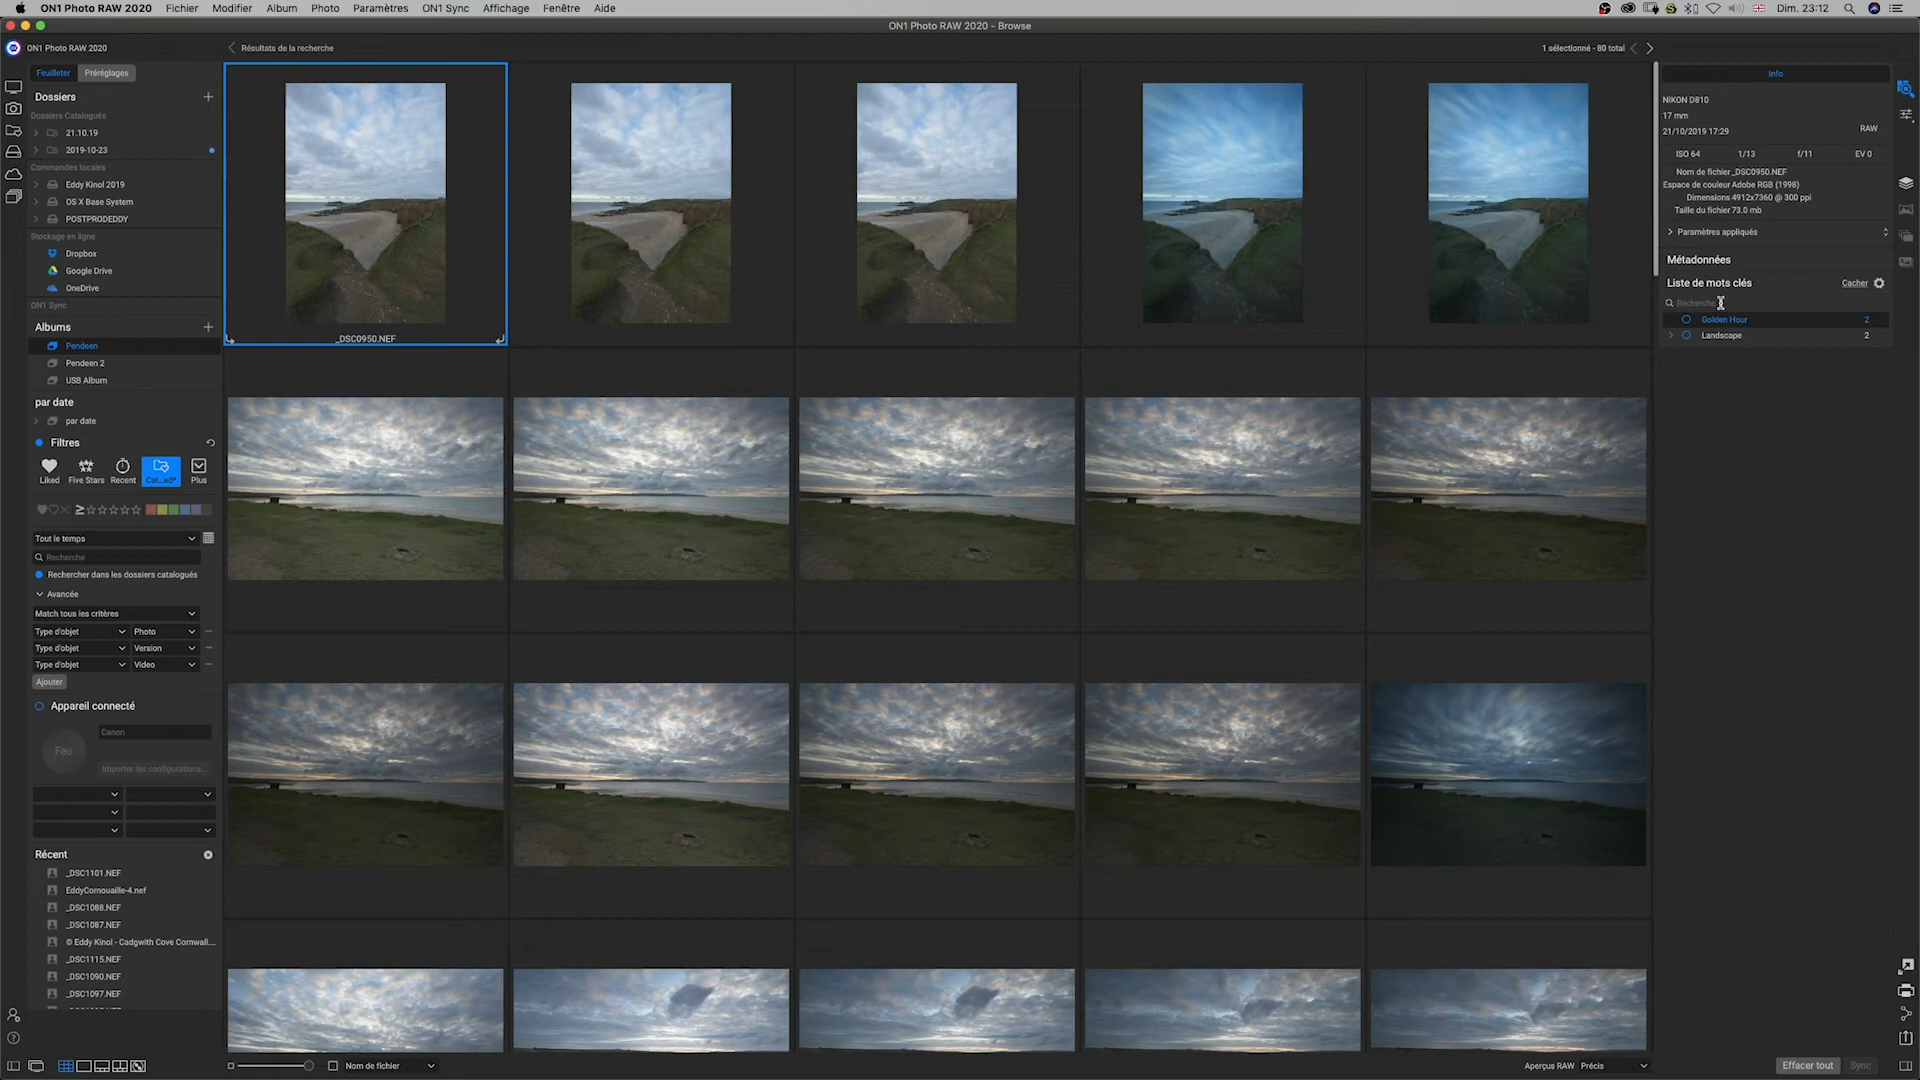 ON1 Photo RAW 2020 Fichier Modifier Album Photo Paramètres ON1 Sync Affichage Fenêtre Aide Dim. 23:12
ON1 Photo RAW 2020 - Browse
ON1 Photo RAW 2020 Résultats de la recherche 1 sélectionné - 80 total
Feuilleter Préréglages
Info
Dossiers
Dossiers Catalogués
21.10.19
2019-10-23
Commandes locales
Eddy Kinol 2019
OS X Base System
POSTPRODEDDY
Stockage en ligne
Dropbox
Google Drive
OneDrive
ON1 Sync
Albums
Pendeen
Pendeen 2
USB Album
par date
par date
Filtres
Liked Five Stars Recent Cat...ed* Plus
Tout le temps
Recherche
Rechercher dans les dossiers catalogués
Avancée
Match tous les critères
Type d'objet Photo
Type d'objet Version
Type d'objet Video
Ajouter
Appareil connecté
Canon
Feu
Importer les configurations...
Récent
_DSC1101.NEF
EddyCornouaille-4.nef
_DSC1088.NEF
_DSC1087.NEF
© Eddy Kinol - Cadgwith Cove Cornwall...
_DSC1115.NEF
_DSC1090.NEF
_DSC1097.NEF
_DSC0950.NEF
NIKON D810
17 mm
21/10/2019 17:29 RAW
ISO 64 1/13 f/11 EV 0
Nom de fichier _DSC0950.NEF
Espace de couleur Adobe RGB (1998)
Dimensions 4912x7360 @ 300 ppi
Taille du fichier 73.0 mb
Paramètres appliqués
Métadonnées
Liste de mots clés Cacher
Recherche
Golden Hour 2
Landscape 2
Nom de fichier
Aperçus RAW Précis
Effacer tout Sync